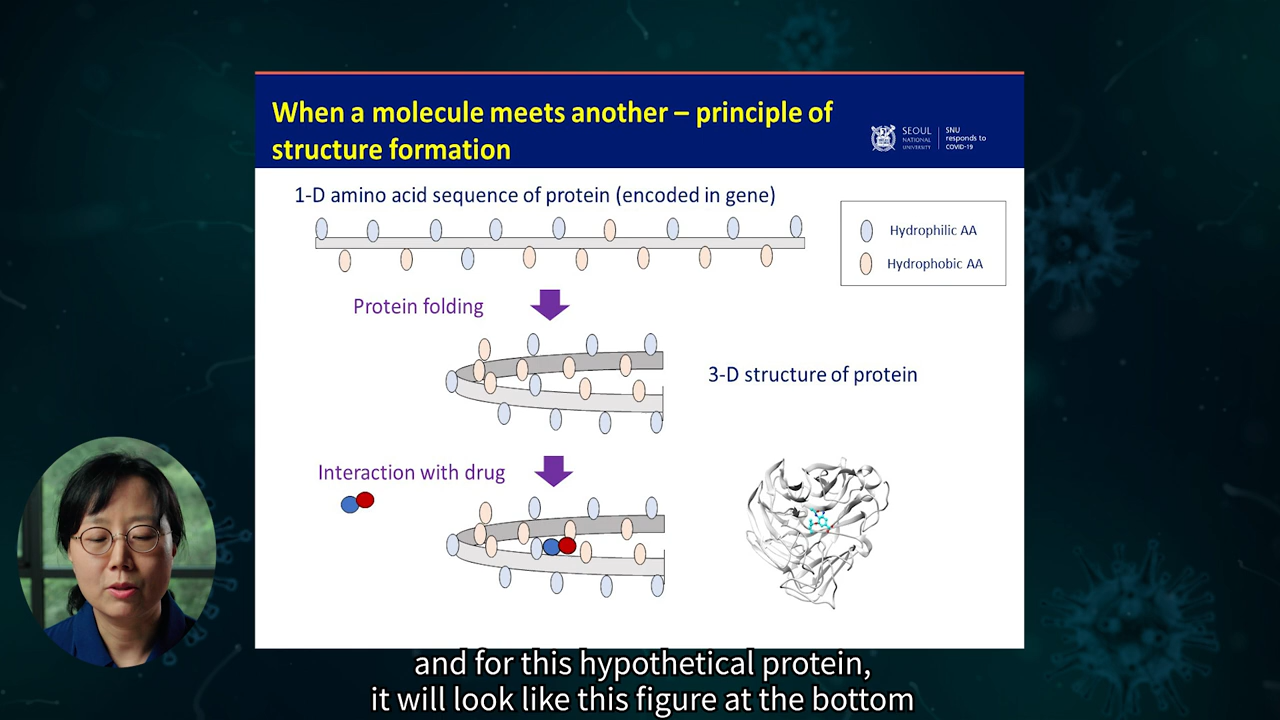 When a molecule meets another – principle of
structure formation
SEOUL
NATIONAL
UNIVERSITY
SNU
responds to
COVID-19
1-D amino acid sequence of protein (encoded in gene)
Hydrophilic AA
Hydrophobic AA
Protein folding
3-D structure of protein
Interaction with drug
and for this hypothetical protein,
it will look like this figure at the bottom